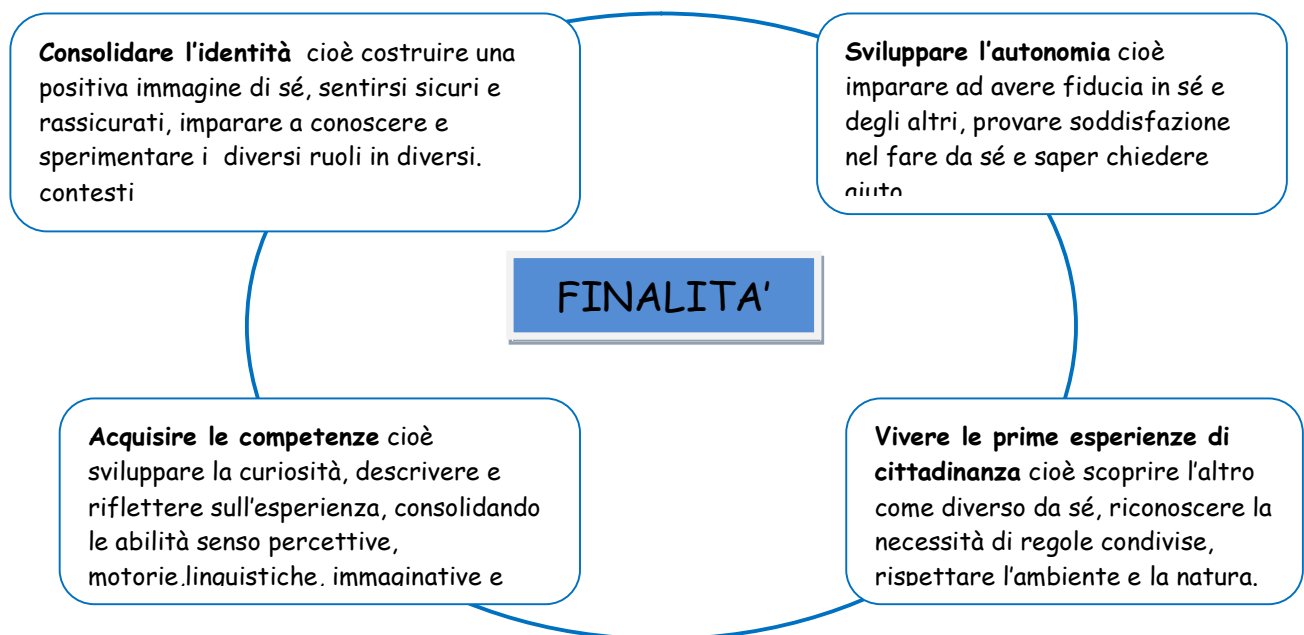 Consolidare l'identità cioè costruire una
positiva immagine di sé, sentirsi sicuri e
rassicurati, imparare a conoscere e
sperimentare i diversi ruoli in diversi.
contesti
Sviluppare l'autonomia cioè
imparare ad avere fiducia in sé e
degli altri, provare soddisfazione
nel fare da sé e saper chiedere
aiuto
FINALITA'
Acquisire le competenze cioè
sviluppare la curiosità, descrivere e
riflettere sull'esperienza, consolidando
le abilità senso percettive,
motorie,linguistiche, immaginative e
Vivere le prime esperienze di
cittadinanza cioè scoprire l'altro
come diverso da sé, riconoscere la
necessità di regole condivise,
rispettare l'ambiente e la natura.